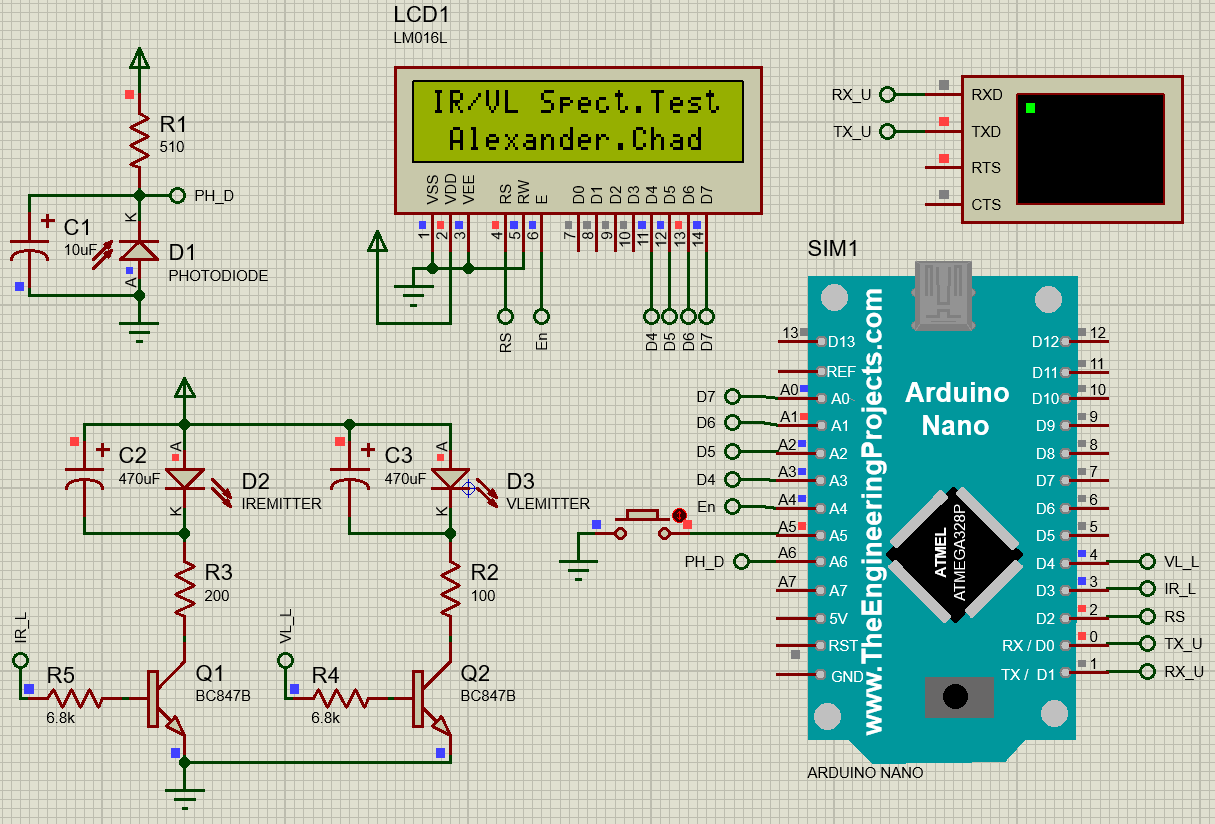 LCD1
LM016L
IR/VL Spect.Test
Alexander.Chad
VSS
VDD
VEE
RS
RW
E
D0
D1
D2
D3
D4
D5
D6
D7
1
2
3
4
5
6
7
8
9
10
11
12
13
14
RS
En
D4
D5
D6
D7
R1
510
PH_D
K
C1
10uF
D1
A
PHOTODIODE
RX_U
RXD
TX_U
TXD
RTS
CTS
SIM1
C2
470uF
A
D2
IREMITTER
K
C3
470uF
A
D3
VLEMITTER
K
R3
200
R2
100
IR_L
VL_L
R5
6.8k
Q1
BC847B
R4
6.8k
Q2
BC847B
D7
D6
D5
D4
En
PH_D
13
A0
A1
A2
A3
A4
A5
A6
A7
D13
REF
A0
A1
A2
A3
A4
A5
A6
A7
5V
RST
GND
www.TheEngineeringProjects.com
Arduino
Nano
ATMEL
ATMEGA328P
D12
D11
D10
D9
D8
D7
D6
D5
D4
D3
D2
RX / D0
TX / D1
12
11
10
9
8
7
6
5
4
3
2
0
1
VL_L
IR_L
RS
TX_U
RX_U
ARDUINO NANO